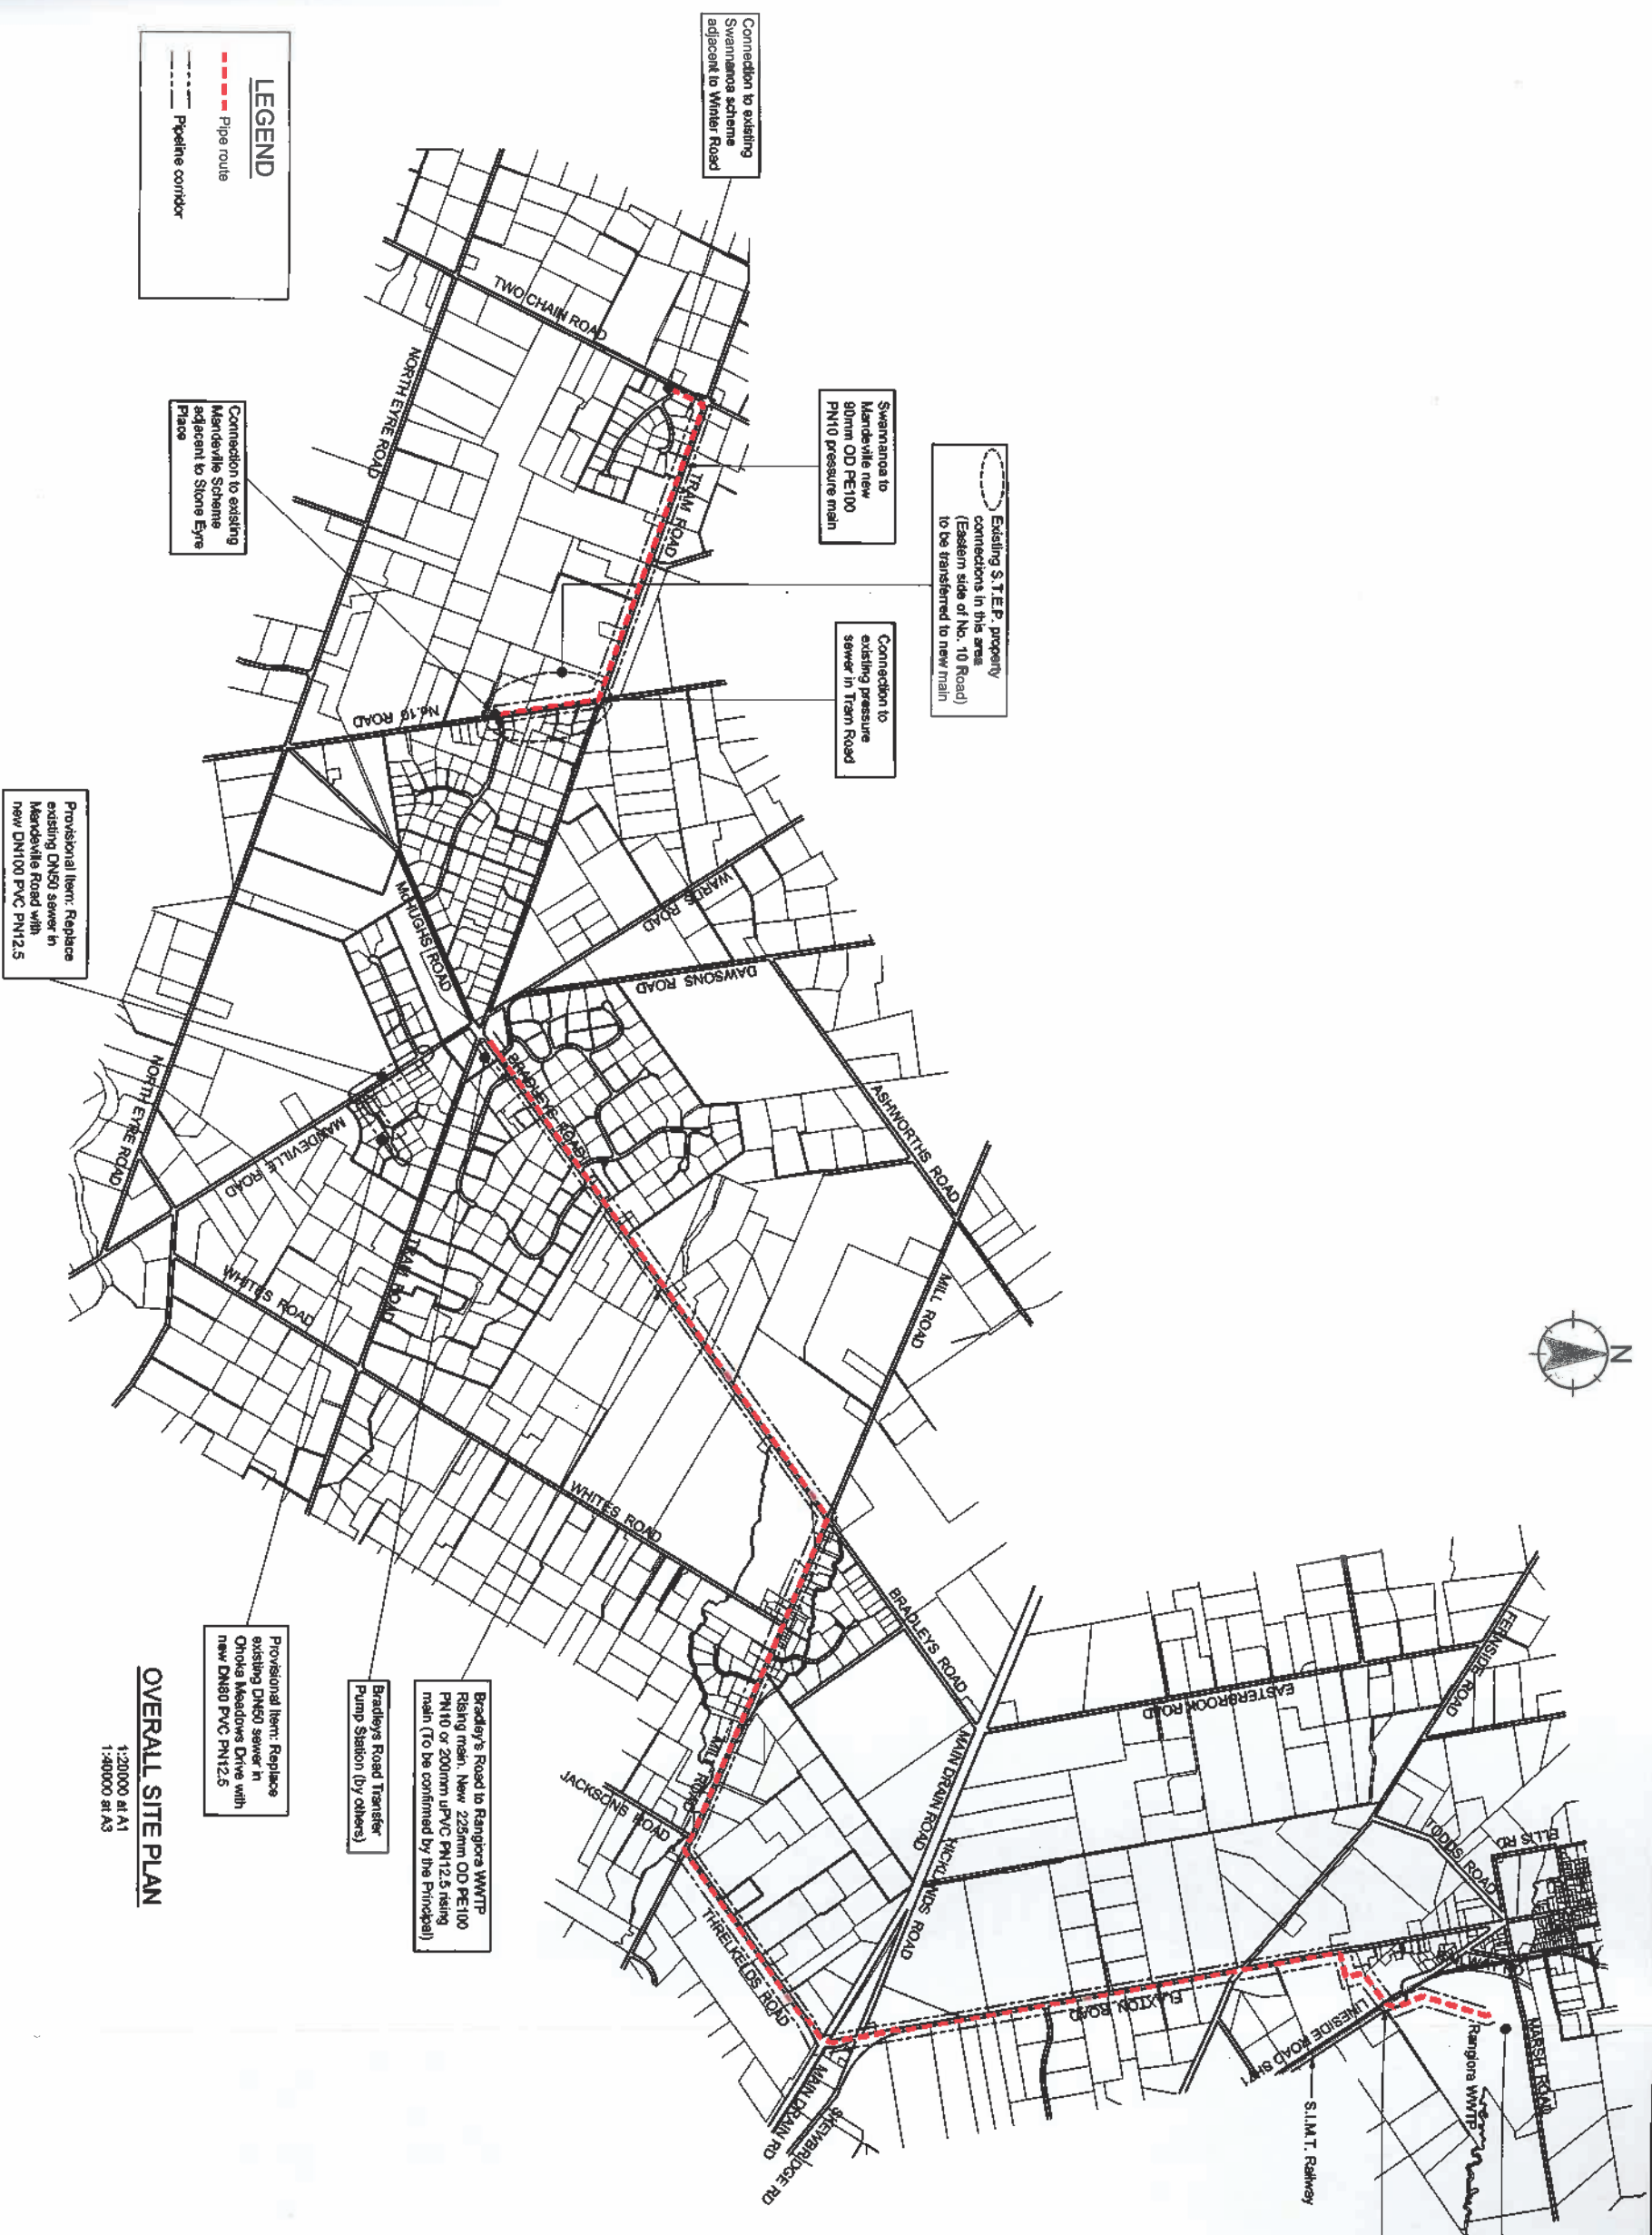 Connection to existing
Swannanoa scheme
adjacent to Winter Road
LEGEND
Pipe route
Pipeline corridor
Swannanoa to
Mandeville new
90mm OD PE100
PN10 pressure main
Existing S.T.E.P. property
connections in this area
(Eastern side of No. 10 Road)
to be transferred to new main
Connection to
existing pressure
sewer in Tram Road
Connection to existing
Mandeville Scheme
adjacent to Stone Eyre
Place
Provisional Item: Replace
existing DN50 sewer in
Mandeville Road with
new DN100 PVC PN12.5
Provisional Item: Replace
existing DN50 sewer in
Ohoka Meadows Drive with
new DN80 PVC PN12.5
Bradleys Road Transfer
Pump Station (by others)
Bradley's Road to Rangiora WWTP
Rising main. New 225mm OD PE100
PN10 or 200mm uPVC PN12.5 rising
main (To be confirmed by the Principal)
TWO CHAIN ROAD
NORTH EYRE ROAD
TRAM ROAD
No.10 ROAD
McHUGHS ROAD
WARDS ROAD
DAWSONS ROAD
BRADLEYS ROAD
ASHWORTHS ROAD
MILL ROAD
MANDEVILLE ROAD
NORTH EYRE ROAD
WHITES ROAD
TRAM ROAD
WHITES ROAD
BRADLEYS ROAD
MILL ROAD
JACKSONS ROAD
THRELKELDS ROAD
MAIN DRAIN ROAD
HICKLANDS ROAD
EASTERBROOK ROAD
FERNSIDE ROAD
TODDS ROAD
ELLIS RD
FLAXTON ROAD
LINESIDE ROAD SH71
MARSH ROAD
Rangiora WWTP
S.I.M.T. Railway
MAIN DRAIN RD
SKEWBRIDGE RD
N
OVERALL SITE PLAN
1:20000 at A1
1:40000 at A3